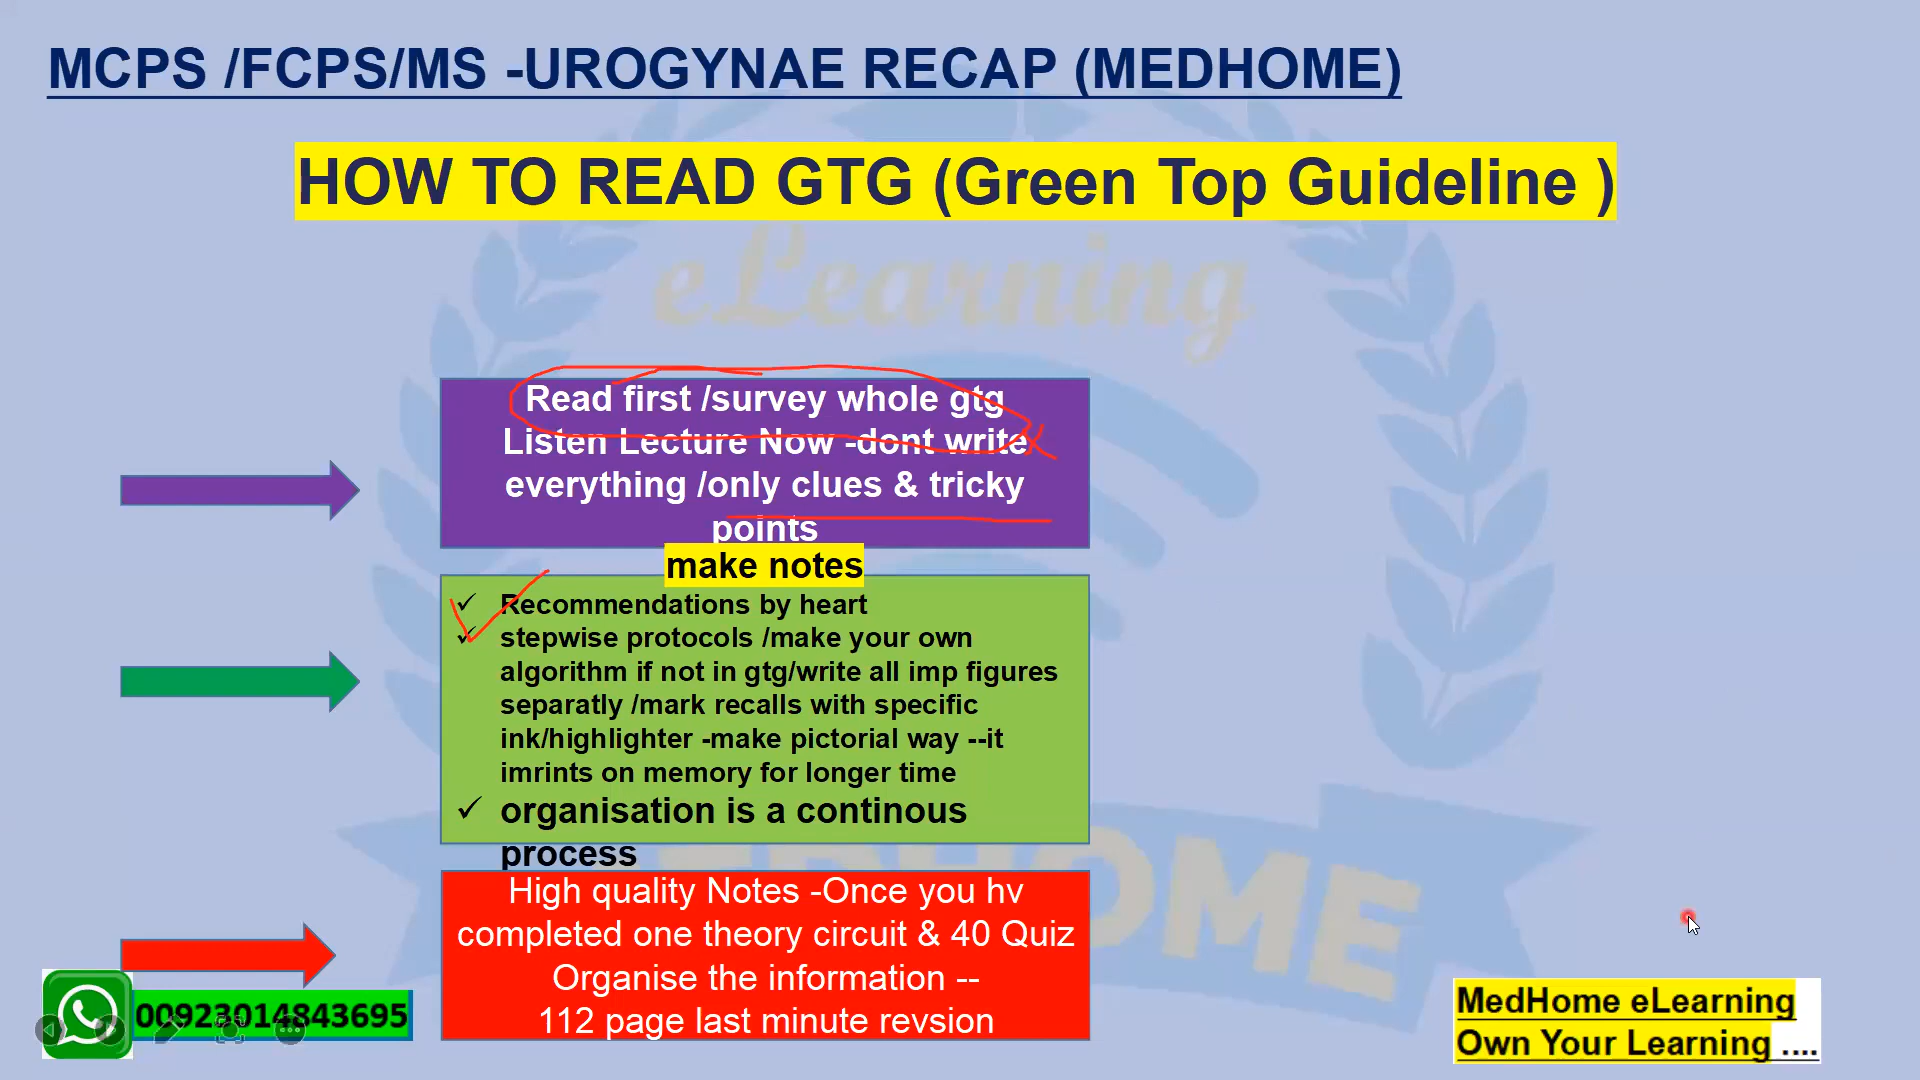 MCPS /FCPS/MS -UROGYNAE RECAP (MEDHOME)
HOW TO READ GTG (Green Top Guideline )
eLearning
Read first /survey whole gtg
Listen Lecture Now -dont write
everything /only clues & tricky
points
make notes
✓ Recommendations by heart
✓ stepwise protocols /make your own
algorithm if not in gtg/write all imp figures
separatly /mark recalls with specific
ink/highlighter -make pictorial way --it
imrints on memory for longer time
✓ organisation is a continous
process
High quality Notes -Once you hv
completed one theory circuit & 40 Quiz
Organise the information --
112 page last minute revsion
00923014843695
MedHome eLearning
Own Your Learning ....